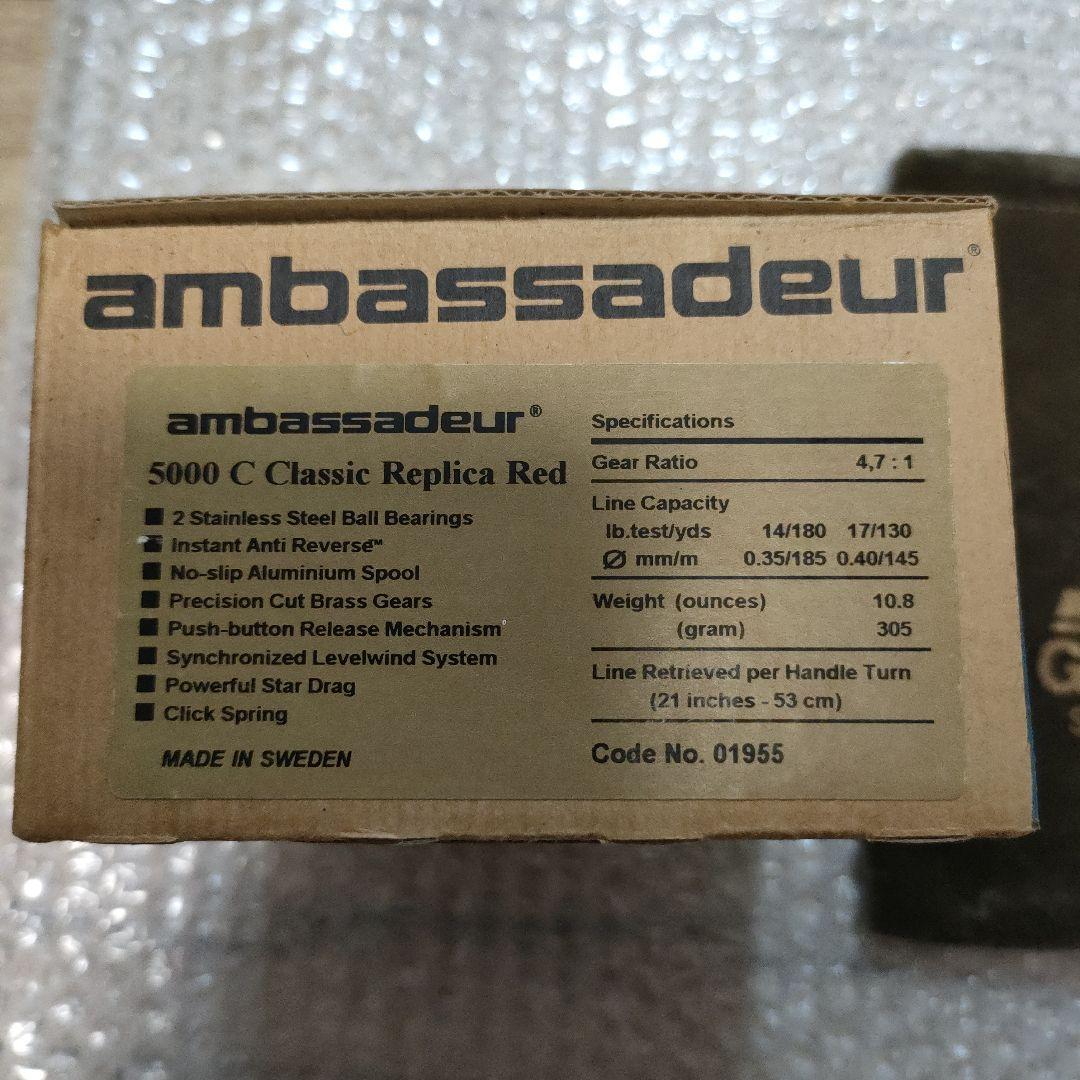 ambassadeur®
ambassadeur®
5000 C Classic Replica Red
■ 2 Stainless Steel Ball Bearings
■ Instant Anti Reverse™
■ No-slip Aluminium Spool
■ Precision Cut Brass Gears
■ Push-button Release Mechanism
■ Synchronized Levelwind System
■ Powerful Star Drag
■ Click Spring
MADE IN SWEDEN
Specifications
Gear Ratio 4,7 : 1
Line Capacity
lb.test/yds 14/180 17/130
Ø mm/m 0.35/185 0.40/145
Weight (ounces) 10.8
(gram) 305
Line Retrieved per Handle Turn
(21 inches - 53 cm)
Code No. 01955